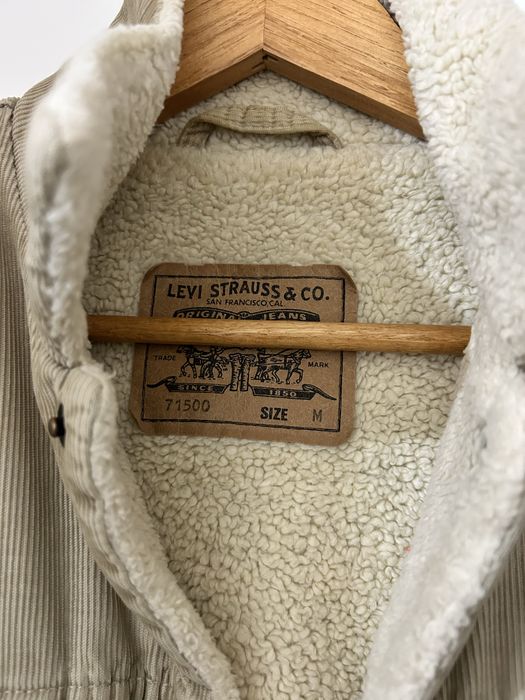 LEVI STRAUSS & CO.
SAN FRANCISCO, CAL.
ORIGINAL JEANS
TRADE MARK
SINCE 1850
71500 SIZE M